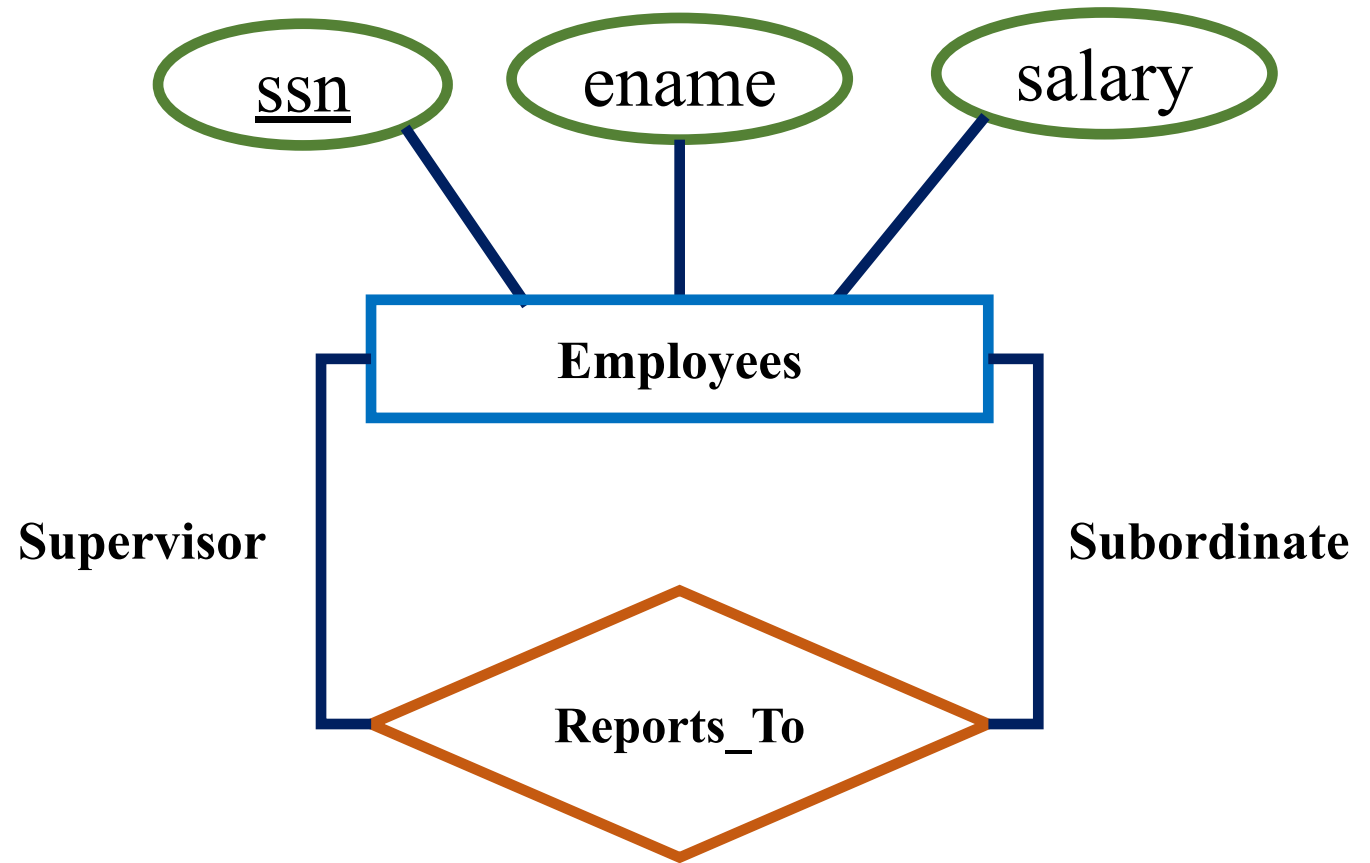 ssn
ename
salary
Employees
Supervisor
Subordinate
Reports_To